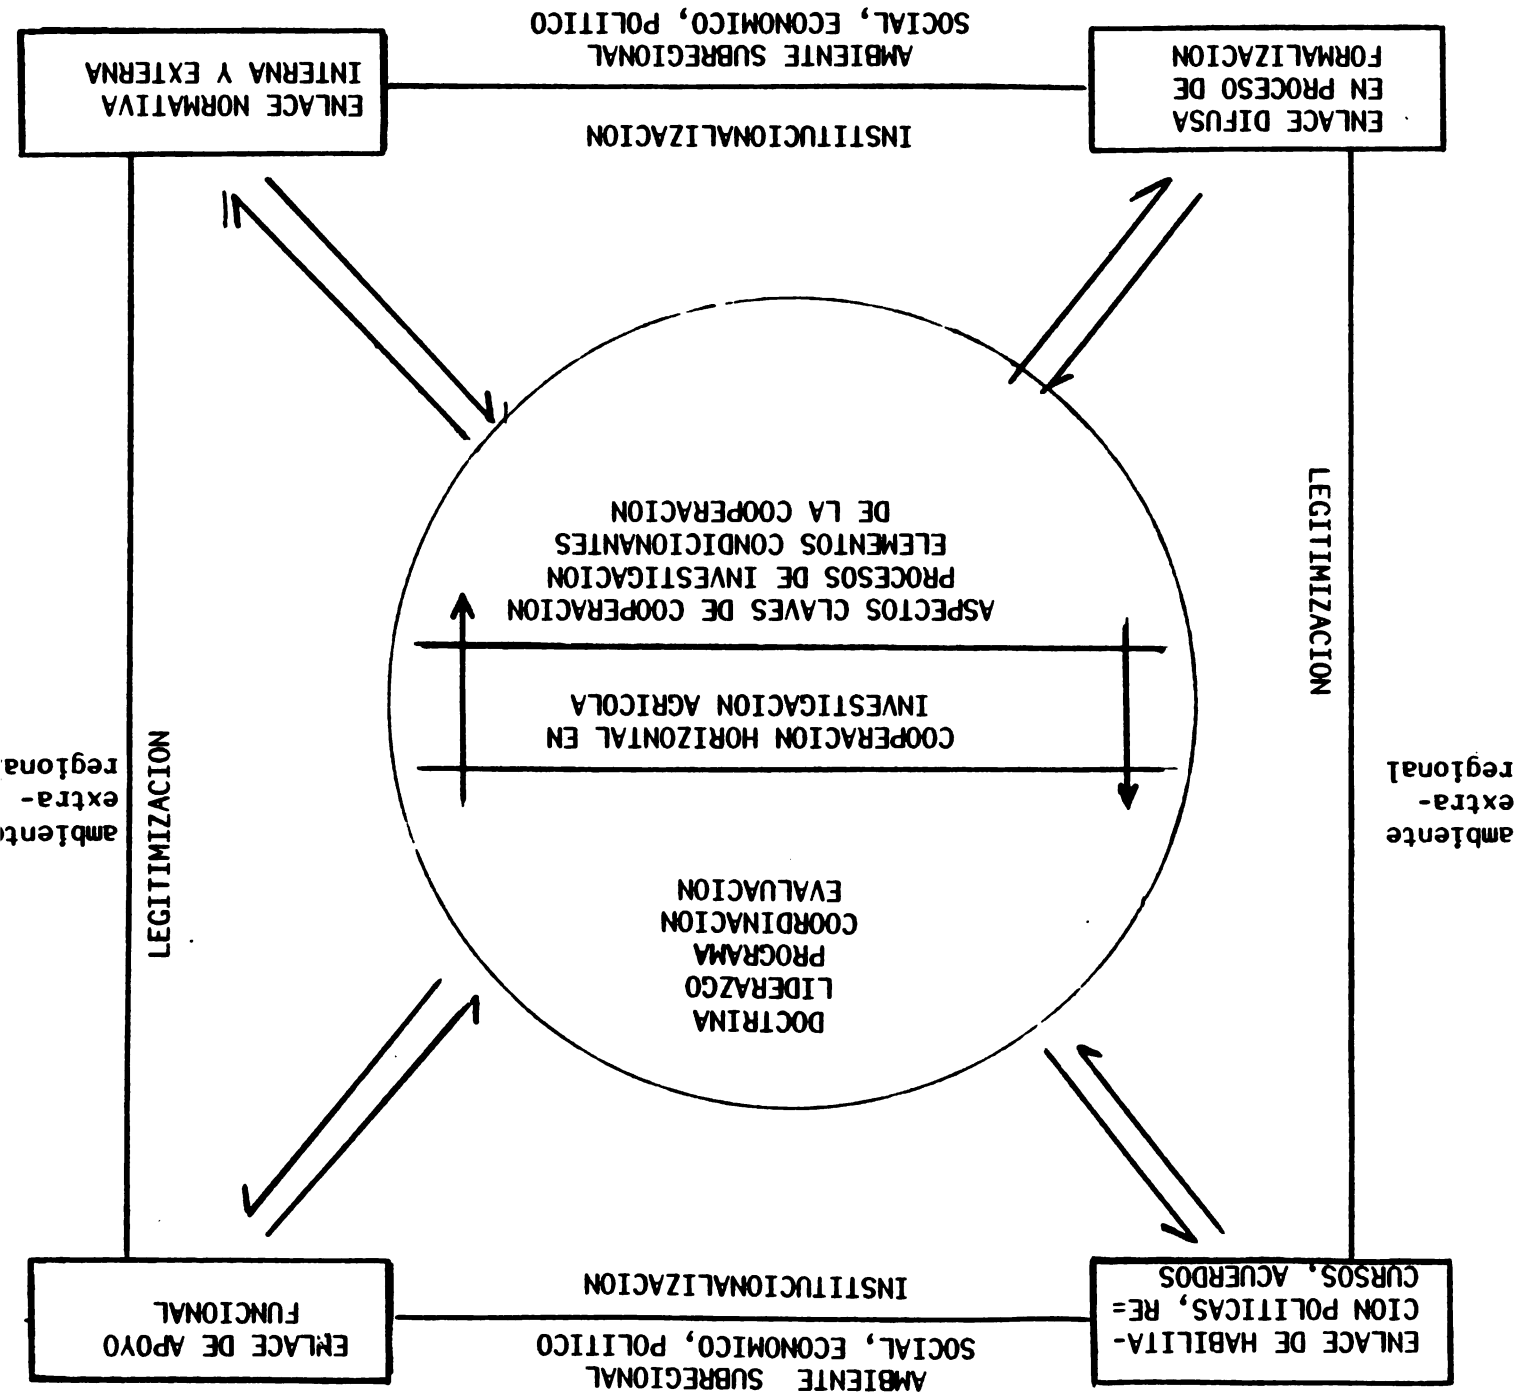 AMBIENTE SUBREGIONAL
SOCIAL, ECONOMICO, POLITICO
ENLACE DE HABILITA-
CION POLITICAS, RE=
CURSOS, ACUERDOS
INSTITUCIONALIZACION
ENLACE DE APOYO
FUNCIONAL
DOCTRINA
LIDERAZGO
PROGRAMA
COORDINACION
EVALUACION
ambiente
extra-
regional
LEGITIMIZACION
COOPERACION HORIZONTAL EN
INVESTIGACION AGRICOLA
ASPECTOS CLAVES DE COOPERACION
PROCESOS DE INVESTIGACION
ELEMENTOS CONDICIONANTES
DE LA COOPERACION
LEGITIMIZACION
ambiente
extra-
regiona
ENLACE DIFUSA
EN PROCESO DE
FORMALIZACION
INSTITUCIONALIZACION
AMBIENTE SUBREGIONAL
SOCIAL, ECONOMICO, POLITICO
ENLACE NORMATIVA
INTERNA Y EXTERNA